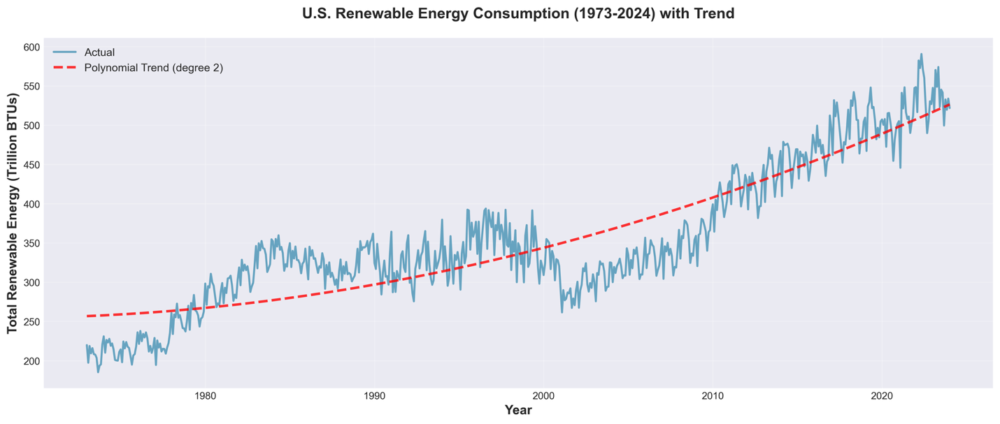 U.S. Renewable Energy Consumption (1973-2024) with Trend
Actual
Polynomial Trend (degree 2)
Total Renewable Energy (Trillion BTUs)
600
550
500
450
400
350
300
250
200
1980
1990
2000
2010
2020
Year